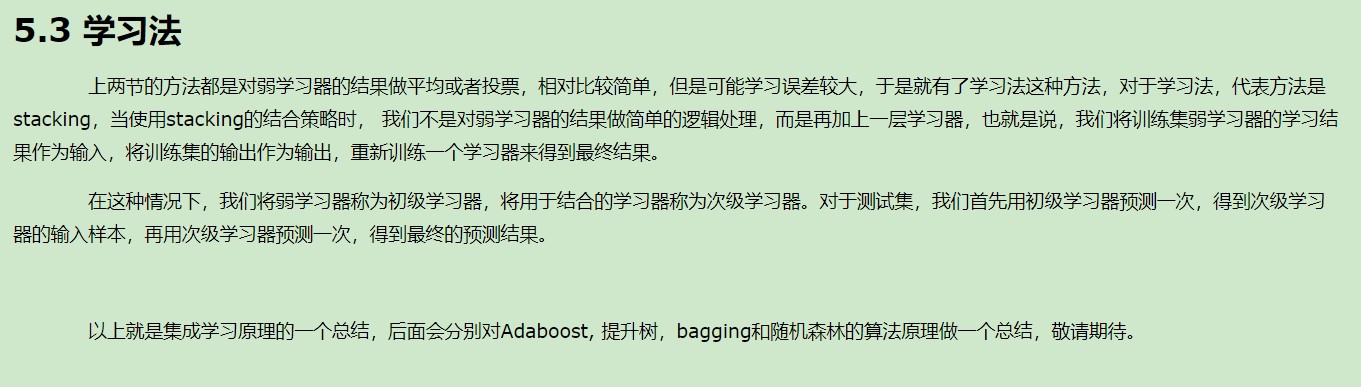 5.3 学习法
上两节的方法都是对弱学习器的结果做平均或者投票，相对比较简单，但是可能学习误差较大，于是就有了学习法这种方法，对于学习法，代表方法是
stacking，当使用stacking的结合策略时， 我们不是对弱学习器的结果做简单的逻辑处理，而是再加上一层学习器，也就是说，我们将训练集弱学习器的学习结
果作为输入，将训练集的输出作为输出，重新训练一个学习器来得到最终结果。
在这种情况下，我们将弱学习器称为初级学习器，将用于结合的学习器称为次级学习器。对于测试集，我们首先用初级学习器预测一次，得到次级学习
器的输入样本，再用次级学习器预测一次，得到最终的预测结果。
以上就是集成学习原理的一个总结，后面会分别对Adaboost, 提升树，bagging和随机森林的算法原理做一个总结，敬请期待。